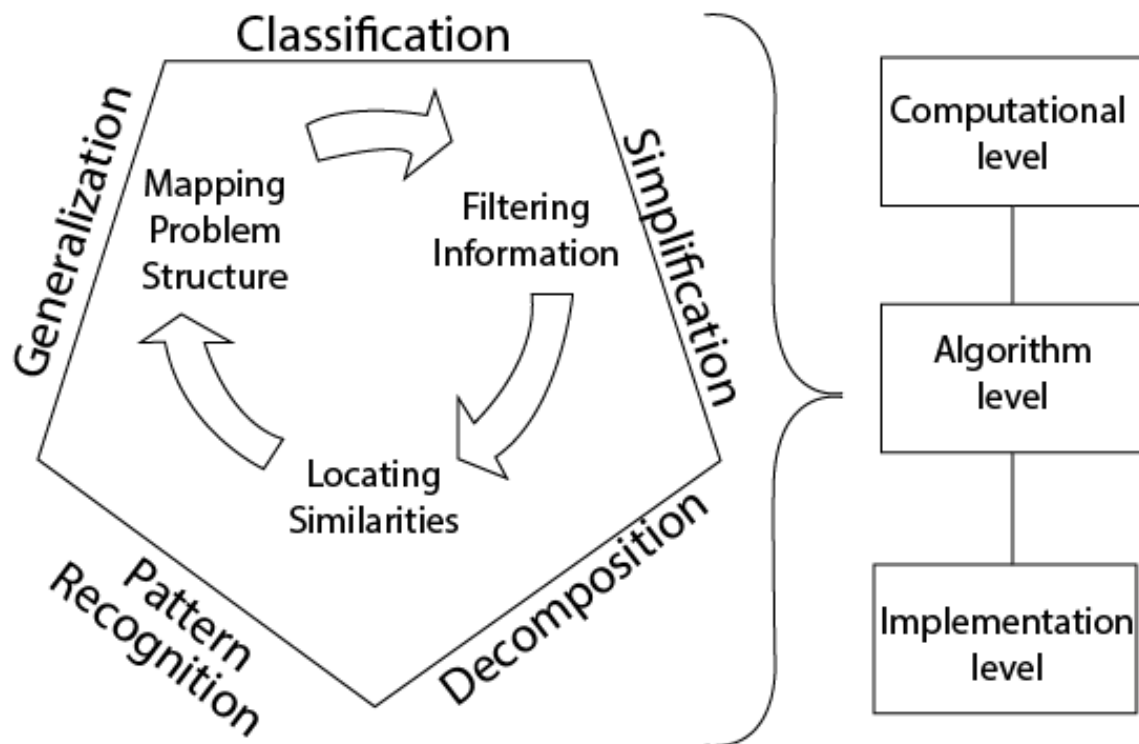 Classification
Generalization
Simplification
Mapping
Problem
Structure
Filtering
Information
Locating
Similarities
Pattern
Recognition
Decomposition
Computational
level
Algorithm
level
Implementation
level